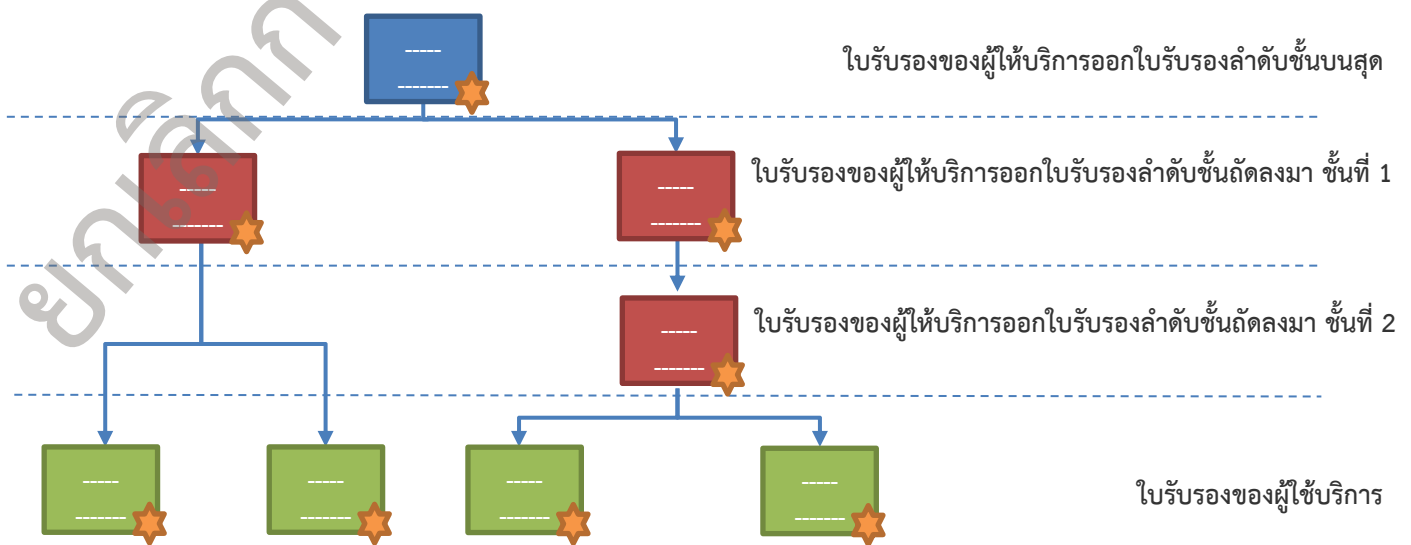 ใบรับรองของผู้ให้บริการออกใบรับรองลำดับชั้นบนสุด
ใบรับรองของผู้ให้บริการออกใบรับรองลำดับชั้นถัดลงมา ชั้นที่ 1
ใบรับรองของผู้ให้บริการออกใบรับรองลำดับชั้นถัดลงมา ชั้นที่ 2
ใบรับรองของผู้ใช้บริการ
ยกเลิก